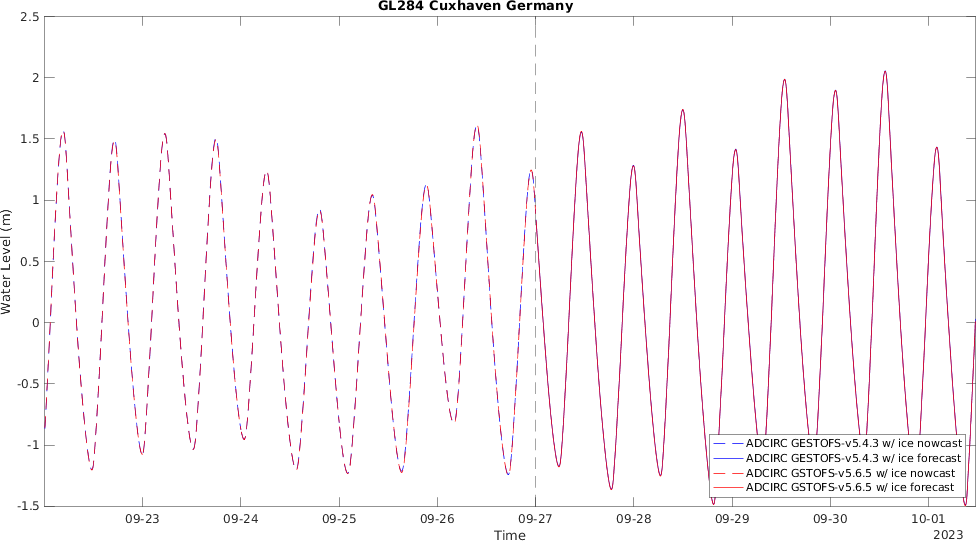 GL284 Cuxhaven Germany
2.5
2
1.5
1
0.5
0
-0.5
-1
-1.5
Water Level (m)
ADCIRC GESTOFS-v5.4.3 w/ ice nowcast
ADCIRC GESTOFS-v5.4.3 w/ ice forecast
ADCIRC GSTOFS-v5.6.5 w/ ice nowcast
ADCIRC GSTOFS-v5.6.5 w/ ice forecast
09-23 09-24 09-25 09-26 09-27 09-28 09-29 09-30 10-01
Time
2023